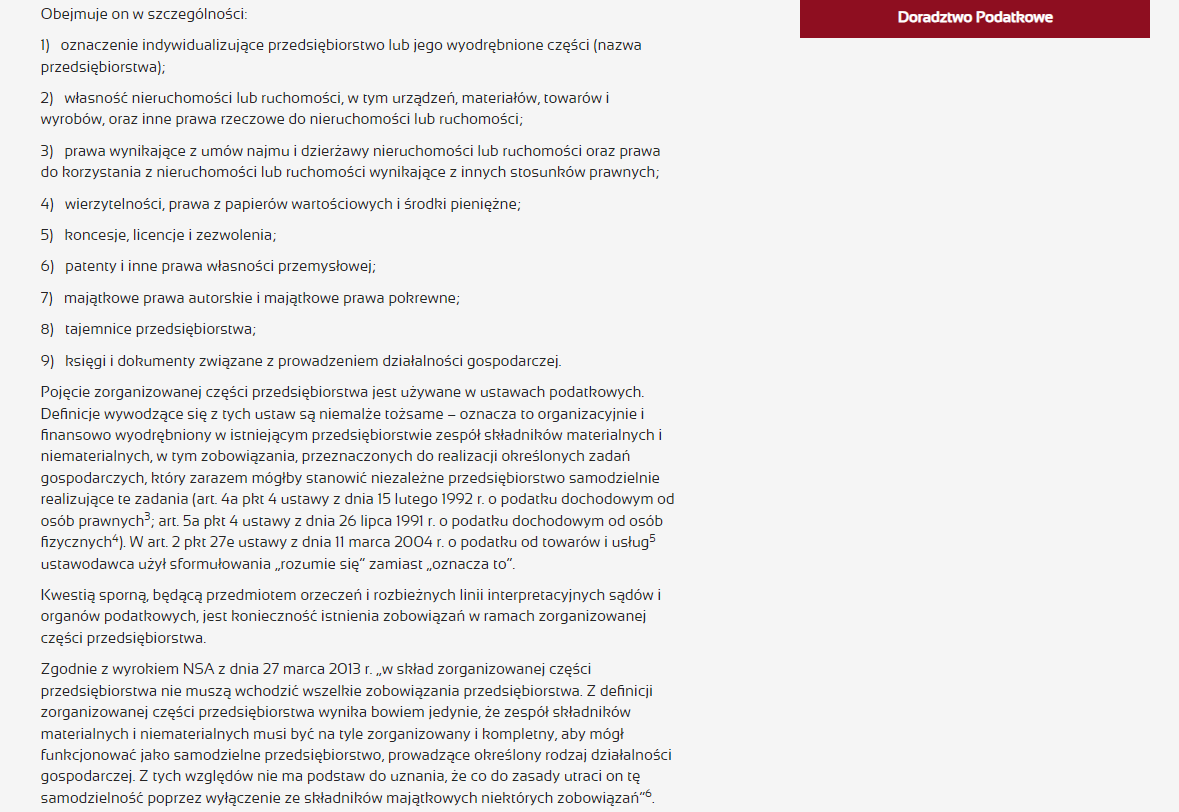 Obejmuje on w szczególności:
Doradztwo Podatkowe
1) oznaczenie indywidualizujące przedsiębiorstwo lub jego wyodrębnione części (nazwa
przedsiębiorstwa);
2) własność nieruchomości lub ruchomości, w tym urządzeń, materiałów, towarów i
wyrobów, oraz inne prawa rzeczowe do nieruchomości lub ruchomości;
3) prawa wynikające z umów najmu i dzierżawy nieruchomości lub ruchomości oraz prawa
do korzystania z nieruchomości lub ruchomości wynikające z innych stosunków prawnych;
4) wierzytelności, prawa z papierów wartościowych i środki pieniężne;
5) koncesje, licencje i zezwolenia;
6) patenty i inne prawa własności przemysłowej;
7) majątkowe prawa autorskie i majątkowe prawa pokrewne;
8) tajemnice przedsiębiorstwa;
9) księgi i dokumenty związane z prowadzeniem działalności gospodarczej.
Pojęcie zorganizowanej części przedsiębiorstwa jest używane w ustawach podatkowych.
Definicje wywodzące się z tych ustaw są niemalże tożsame – oznacza to organizacyjnie i
finansowo wyodrębniony w istniejącym przedsiębiorstwie zespół składników materialnych i
niematerialnych, w tym zobowiązania, przeznaczonych do realizacji określonych zadań
gospodarczych, który zarazem mógłby stanowić niezależne przedsiębiorstwo samodzielnie
realizujące te zadania (art. 4a pkt 4 ustawy z dnia 15 lutego 1992 r. o podatku dochodowym od
osób prawnych3; art. 5a pkt 4 ustawy z dnia 26 lipca 1991 r. o podatku dochodowym od osób
fizycznych4). W art. 2 pkt 27e ustawy z dnia 11 marca 2004 r. o podatku od towarów i usług5
ustawodawca użył sformułowania „rozumie się” zamiast „oznacza to”.
Kwestią sporną, będącą przedmiotem orzeczeń i rozbieżnych linii interpretacyjnych sądów i
organów podatkowych, jest konieczność istnienia zobowiązań w ramach zorganizowanej
części przedsiębiorstwa.
Zgodnie z wyrokiem NSA z dnia 27 marca 2013 r. „w skład zorganizowanej części
przedsiębiorstwa nie muszą wchodzić wszelkie zobowiązania przedsiębiorstwa. Z definicji
zorganizowanej części przedsiębiorstwa wynika bowiem jedynie, że zespół składników
materialnych i niematerialnych musi być na tyle zorganizowany i kompletny, aby mógł
funkcjonować jako samodzielne przedsiębiorstwo, prowadzące określony rodzaj działalności
gospodarczej. Z tych względów nie ma podstaw do uznania, że co do zasady utraci on tę
samodzielność poprzez wyłączenie ze składników majątkowych niektórych zobowiązań”6.